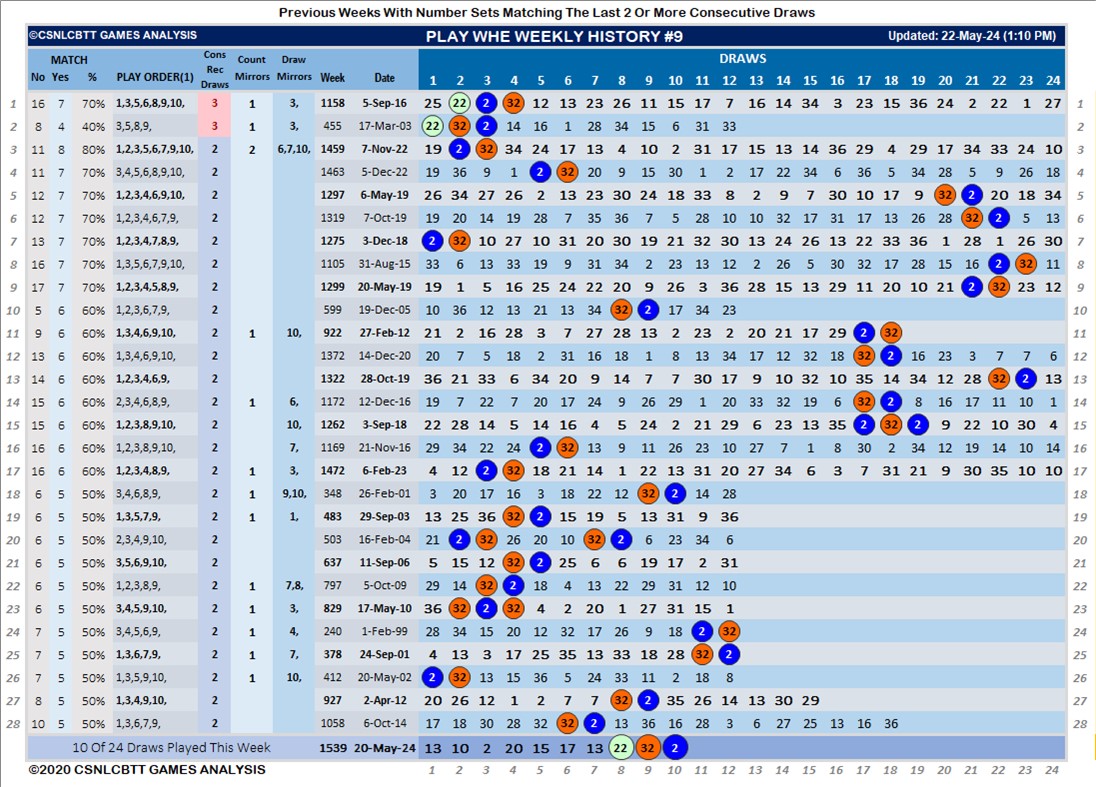 Previous Weeks With Number Sets Matching The Last 2 Or More Consecutive Draws
©CSNLCBTT GAMES ANALYSIS PLAY WHE WEEKLY HISTORY #9 Updated: 22-May-24 (1:10 PM)
MATCH Cons Rec Draws Count Mirrors Draw Mirrors DRAWS
No Yes % PLAY ORDER(1) Week Date 1 2 3 4 5 6 7 8 9 10 11 12 13 14 15 16 17 18 19 20 21 22 23 24
1 16 7 70% 1,3,5,6,8,9,10, 3 1 3, 1158 5-Sep-16 25 22 2 32 12 13 23 26 11 15 17 7 16 14 34 3 23 15 36 24 2 22 1 27 1
2 8 4 40% 3,5,8,9, 3 1 3, 455 17-Mar-03 22 32 2 14 16 1 28 34 15 6 31 33 2
3 11 8 80% 1,2,3,5,6,7,9,10, 2 2 6,7,10, 1459 7-Nov-22 19 2 32 34 24 17 13 4 10 2 31 17 15 13 14 36 29 4 29 17 34 33 24 10 3
4 11 7 70% 3,4,5,6,8,9,10, 2 1463 5-Dec-22 19 36 9 1 2 32 20 9 15 30 1 2 17 22 34 6 36 5 34 28 5 9 26 18 4
5 12 7 70% 1,2,3,4,6,9,10, 2 1297 6-May-19 26 34 27 26 2 13 23 30 24 18 33 8 2 9 7 30 10 17 9 32 2 20 18 34 5
6 12 7 70% 1,2,3,4,6,7,9, 2 1319 7-Oct-19 19 20 14 19 28 7 35 36 7 5 28 10 10 32 17 31 17 13 26 28 32 2 5 13 6
7 13 7 70% 1,2,3,4,7,8,9, 2 1275 3-Dec-18 2 32 10 27 10 31 20 30 19 21 32 30 13 24 26 13 22 33 36 1 28 1 26 30 7
8 16 7 70% 1,3,5,6,7,9,10, 2 1105 31-Aug-15 33 6 13 33 19 9 31 34 2 23 13 12 2 26 5 30 32 17 28 15 16 2 32 11 8
9 17 7 70% 1,2,3,4,5,8,9, 2 1299 20-May-19 19 1 5 16 25 24 22 20 9 26 3 36 28 15 13 29 11 20 10 21 2 32 23 12 9
10 5 6 60% 1,2,3,6,7,9, 2 599 19-Dec-05 10 36 12 13 21 13 34 32 2 17 34 23 10
11 9 6 60% 1,3,4,6,9,10, 2 1 10, 922 27-Feb-12 21 2 16 28 3 7 27 28 13 2 23 2 20 21 17 29 2 32 11
12 13 6 60% 1,3,4,6,9,10, 2 1372 14-Dec-20 20 7 5 18 2 31 16 18 1 8 13 34 17 12 32 18 32 2 16 23 3 7 7 6 12
13 14 6 60% 1,2,3,4,6,9, 2 1322 28-Oct-19 36 21 33 6 34 20 9 14 7 7 30 17 9 10 32 10 35 14 34 12 28 32 2 13 13
14 15 6 60% 2,3,4,6,8,9, 2 1 6, 1172 12-Dec-16 19 7 22 7 20 17 24 9 26 29 1 20 33 32 19 6 32 2 8 16 17 11 10 1 14
15 15 6 60% 1,2,3,8,9,10, 2 10, 1262 3-Sep-18 22 28 14 5 14 16 4 5 24 2 21 29 6 23 13 35 2 32 2 9 22 10 30 4 15
16 16 6 60% 1,2,3,8,9,10, 2 7, 1169 21-Nov-16 29 34 22 24 2 32 13 9 11 26 23 10 27 7 1 8 30 2 34 12 19 14 10 14 16
17 16 6 60% 1,2,3,4,8,9, 2 1 3, 1472 6-Feb-23 4 12 2 32 18 21 14 1 22 13 31 20 27 34 6 3 7 31 21 9 30 35 10 10 17
18 6 5 50% 3,4,6,8,9, 2 1 9,10, 348 26-Feb-01 3 20 17 16 3 18 22 12 32 2 14 28 18
19 6 5 50% 1,3,5,7,9, 2 1 1, 483 29-Sep-03 13 25 36 32 2 15 19 5 13 31 9 36 19
20 6 5 50% 2,3,4,9,10, 2 503 16-Feb-04 21 2 32 26 20 10 32 2 6 23 34 6 20
21 6 5 50% 3,5,6,9,10, 2 637 11-Sep-06 5 15 12 32 2 25 6 6 19 17 2 31 21
22 6 5 50% 1,2,3,8,9, 2 1 7,8, 797 5-Oct-09 29 14 32 2 18 4 13 22 29 31 12 10 22
23 6 5 50% 3,4,5,9,10, 2 1 3, 829 17-May-10 36 32 2 32 4 2 20 1 27 31 15 1 23
24 7 5 50% 3,4,5,6,9, 2 1 4, 240 1-Feb-99 28 34 15 20 12 32 17 26 9 18 2 32 24
25 7 5 50% 1,3,6,7,9, 2 1 7, 378 24-Sep-01 4 13 3 17 25 35 13 33 18 28 32 2 25
26 7 5 50% 1,3,5,9,10, 2 1 10, 412 20-May-02 2 32 13 15 36 5 24 33 11 2 18 8 26
27 8 5 50% 1,3,4,9,10, 2 927 2-Apr-12 20 26 12 1 2 7 7 32 2 35 26 14 13 30 29 27
28 10 5 50% 1,3,6,7,9, 2 1058 6-Oct-14 17 18 30 28 32 32 2 13 36 16 28 3 6 27 25 13 16 36 28
10 Of 24 Draws Played This Week 1539 20-May-24 13 10 2 20 15 17 13 22 32 2
©2020 CSNLCBTT GAMES ANALYSIS 1 2 3 4 5 6 7 8 9 10 11 12 13 14 15 16 17 18 19 20 21 22 23 24